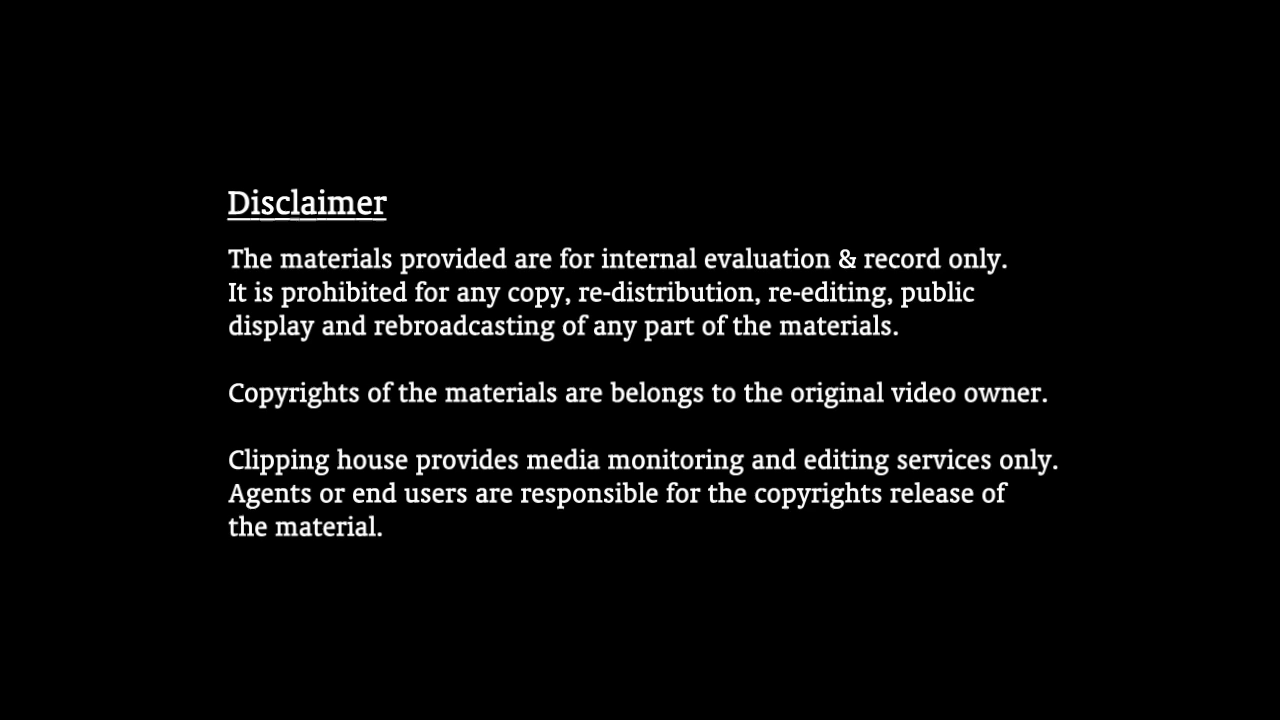 Disclaimer
The materials provided are for internal evaluation & record only.
It is prohibited for any copy, re-distribution, re-editing, public
display and rebroadcasting of any part of the materials.
Copyrights of the materials are belongs to the original video owner.
Clipping house provides media monitoring and editing services only.
Agents or end users are responsible for the copyrights release of
the material.